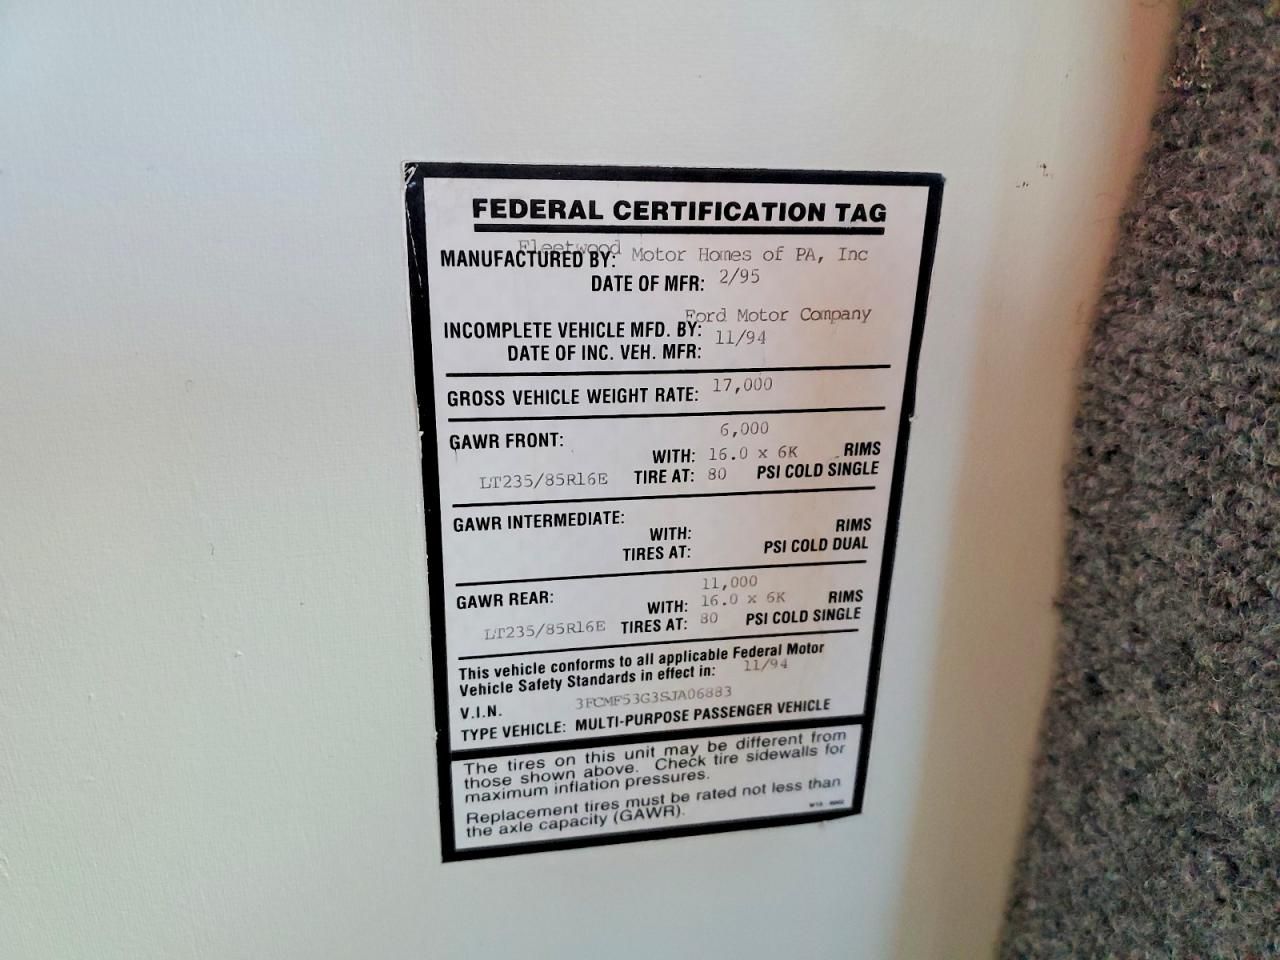 FEDERAL CERTIFICATION TAG
MANUFACTURED BY: Fleetwood Motor Homes of PA, Inc
DATE OF MFR: 2/95
Ford Motor Company
INCOMPLETE VEHICLE MFD. BY:
DATE OF INC. VEH. MFR: 11/94
GROSS VEHICLE WEIGHT RATE: 17,000
GAWR FRONT: 6,000
WITH: 16.0 x 6K RIMS
LT235/85R16E TIRE AT: 80 PSI COLD SINGLE
GAWR INTERMEDIATE:
WITH: RIMS
TIRES AT: PSI COLD DUAL
GAWR REAR: 11,000
WITH: 16.0 x 6K RIMS
LT235/85R16E TIRES AT: 80 PSI COLD SINGLE
This vehicle conforms to all applicable Federal Motor
Vehicle Safety Standards in effect in: 11/94
V.I.N. 3FCMF53G3SJA06883
TYPE VEHICLE: MULTI-PURPOSE PASSENGER VEHICLE
The tires on this unit may be different from
those shown above. Check tire sidewalls for
maximum inflation pressures.
Replacement tires must be rated not less than
the axle capacity (GAWR).